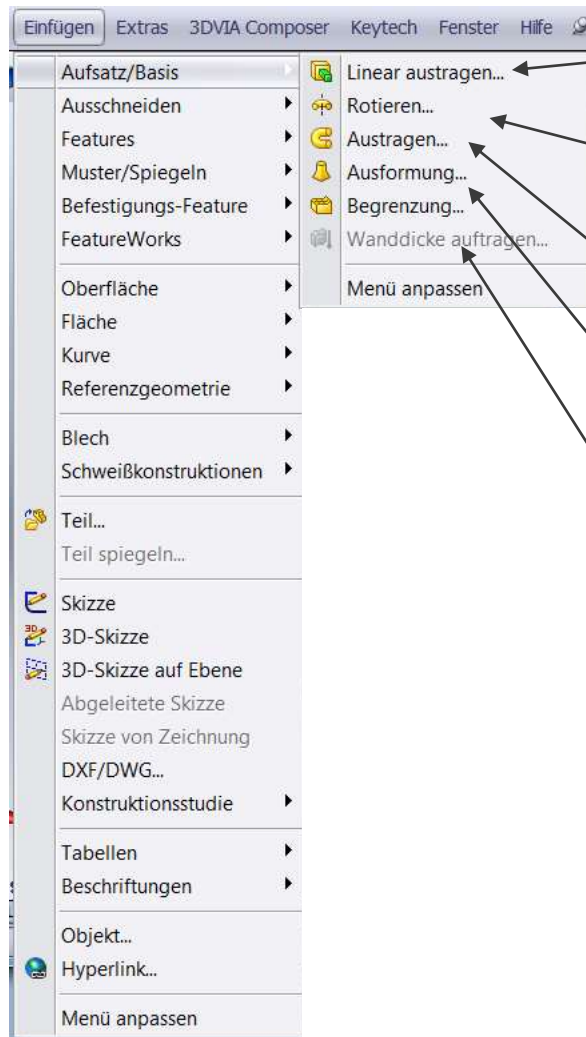 Einfügen Extras 3DVIA Composer Keytech Fenster Hilfe
Aufsatz/Basis
Ausschneiden
Features
Muster/Spiegeln
Befestigungs-Feature
FeatureWorks
Oberfläche
Fläche
Kurve
Referenzgeometrie
Blech
Schweißkonstruktionen
Teil...
Teil spiegeln...
Skizze
3D-Skizze
3D-Skizze auf Ebene
Abgeleitete Skizze
Skizze von Zeichnung
DXF/DWG...
Konstruktionsstudie
Tabellen
Beschriftungen
Objekt...
Hyperlink...
Menü anpassen
Linear austragen...
Rotieren...
Austragen...
Ausformung...
Begrenzung...
Wanddicke auftragen...
Menü anpassen